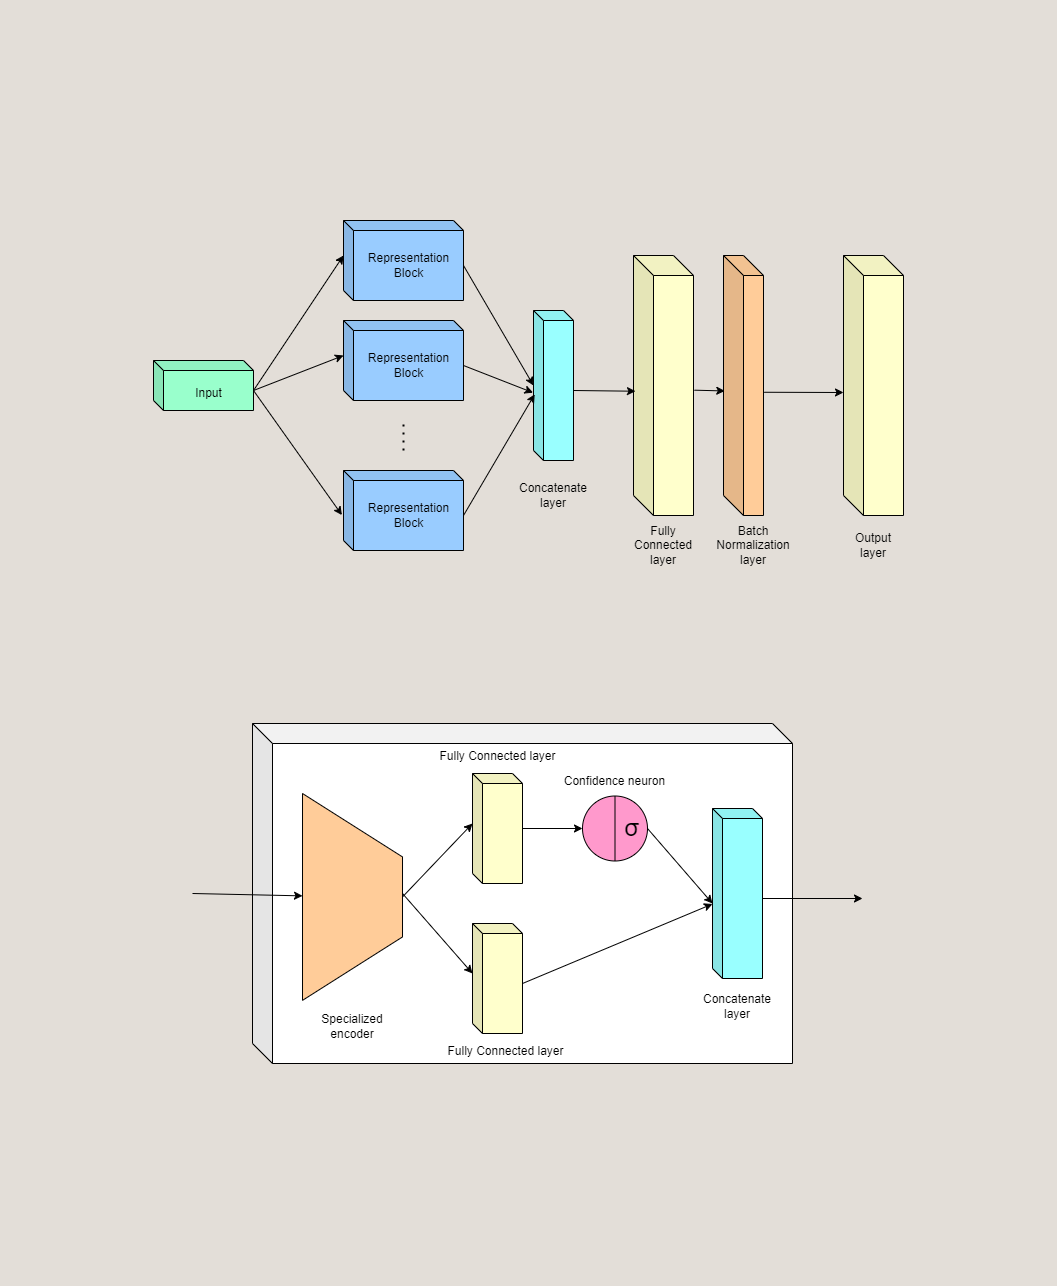 Representation
Block
Representation
Block
Input
Representation
Block
Concatenate
layer
Fully
Connected
layer
Batch
Normalization
layer
Output
layer
Fully Connected layer
Confidence neuron
σ
Specialized
encoder
Concatenate
layer
Fully Connected layer